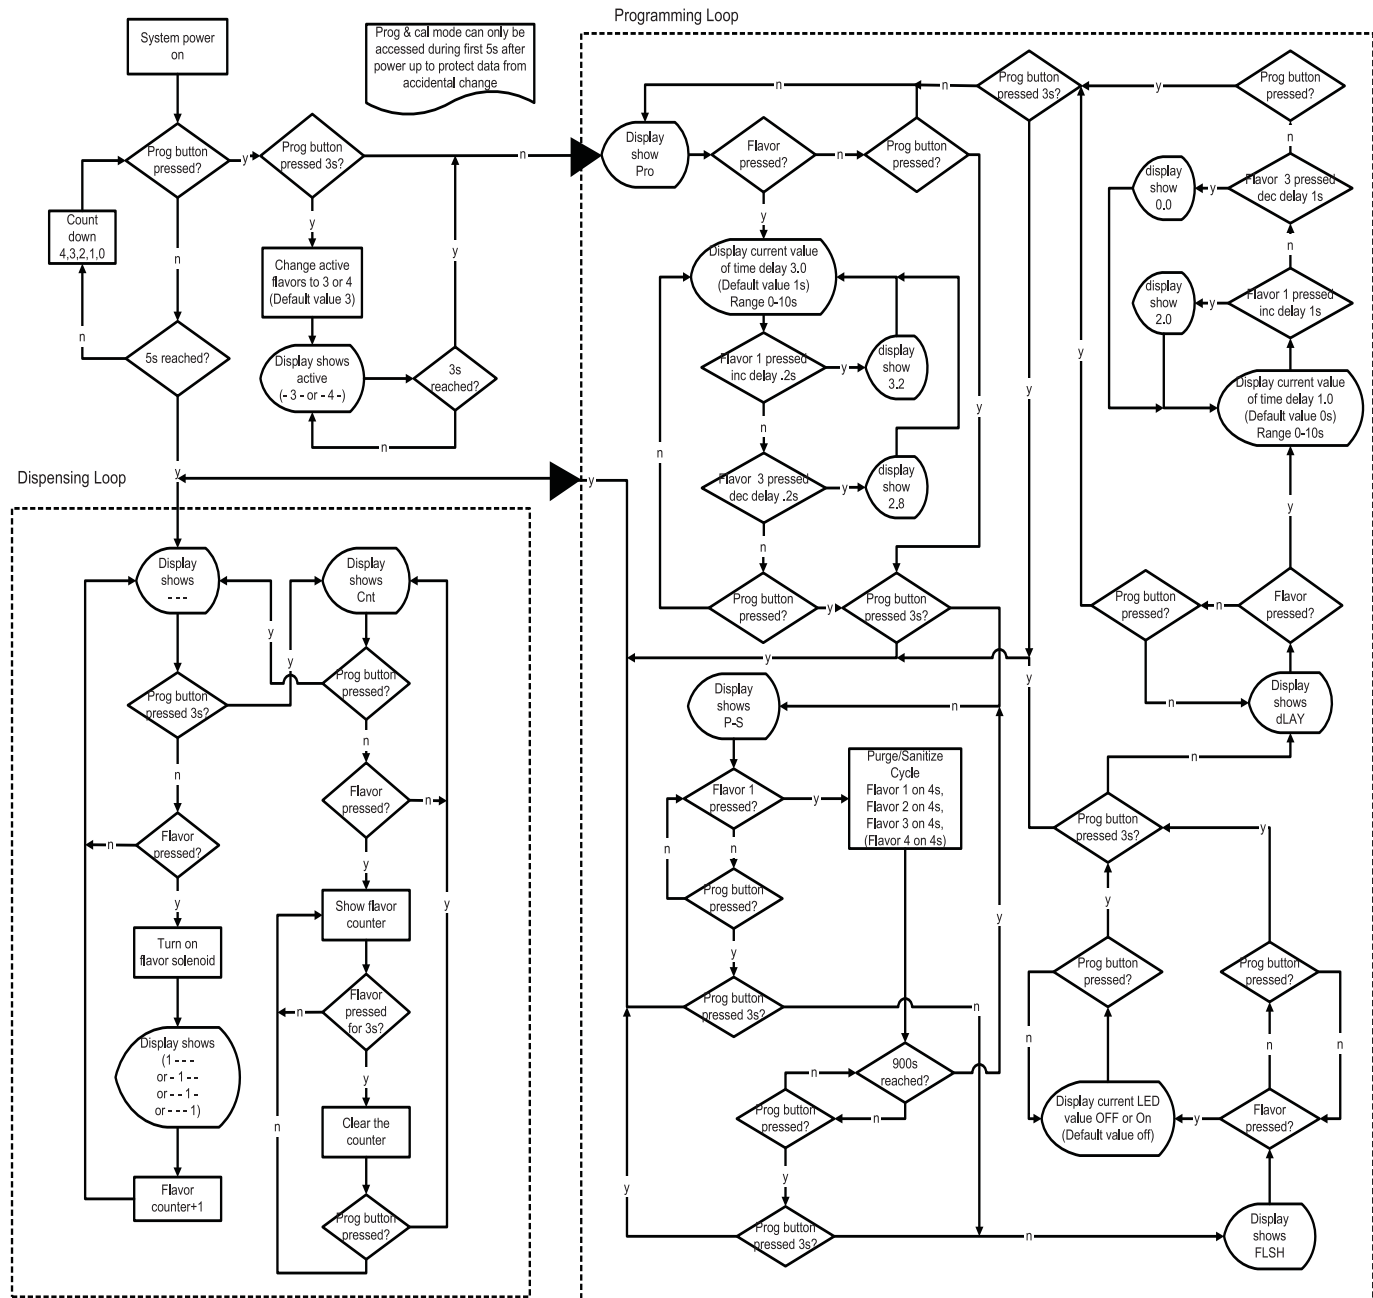 Programming Loop
System power
on
Prog & cal mode can only be
accessed during first 5s after
power up to protect data from
accidental change
Prog button
pressed?
y
Prog button
pressed 3s?
n
Count
down
4,3,2,1,0
n
n
5s reached?
y
y
Change active
flavors to 3 or 4
(Default value 3)
Display shows
active
(- 3 - or - 4 -)
3s
reached?
y
n
Dispensing Loop
Display
shows
- - -
Display
shows
Cnt
y
y
Prog button
pressed 3s?
Prog button
pressed?
n
n
Flavor
pressed?
n
Flavor
pressed?
n
y
y
Turn on
flavor solenoid
Show flavor
counter
y
Display shows
(1 - - -
or - 1 - -
or - - 1 -
or - - - 1)
Flavor
pressed
for 3s?
n
y
Flavor
counter+1
Clear the
counter
n
Prog button
pressed?
Display
show
Pro
n
n
Flavor
pressed?
n
Prog button
pressed?
Prog button
pressed 3s?
y
Prog button
pressed?
y
n
display
show
0.0
y
Flavor 3 pressed
dec delay 1s
n
Display current value
of time delay 3.0
(Default value 1s)
Range 0-10s
display
show
2.0
y
Flavor 1 pressed
inc delay 1s
Flavor 1 pressed
inc delay .2s
y
display
show
3.2
y
y
y
Display current value
of time delay 1.0
(Default value 0s)
Range 0-10s
n
n
Flavor 3 pressed
dec delay .2s
y
display
show
2.8
y
n
y
Prog button
pressed?
y
Prog button
pressed 3s?
Prog button
pressed?
n
Flavor
pressed?
y
y
Display
shows
P-S
n
n
Display
shows
dLAY
Flavor 1
pressed?
y
Purge/Sanitize
Cycle
Flavor 1 on 4s,
Flavor 2 on 4s,
Flavor 3 on 4s,
(Flavor 4 on 4s)
n
n
n
Prog button
pressed 3s?
y
Prog button
pressed?
y
y
y
Prog button
pressed 3s?
Prog button
pressed?
Prog button
pressed?
n
n
n
n
900s
reached?
Prog button
pressed?
n
Display current LED
value OFF or On
(Default value off)
y
Flavor
pressed?
y
y
Prog button
pressed 3s?
n
Display
shows
FLSH